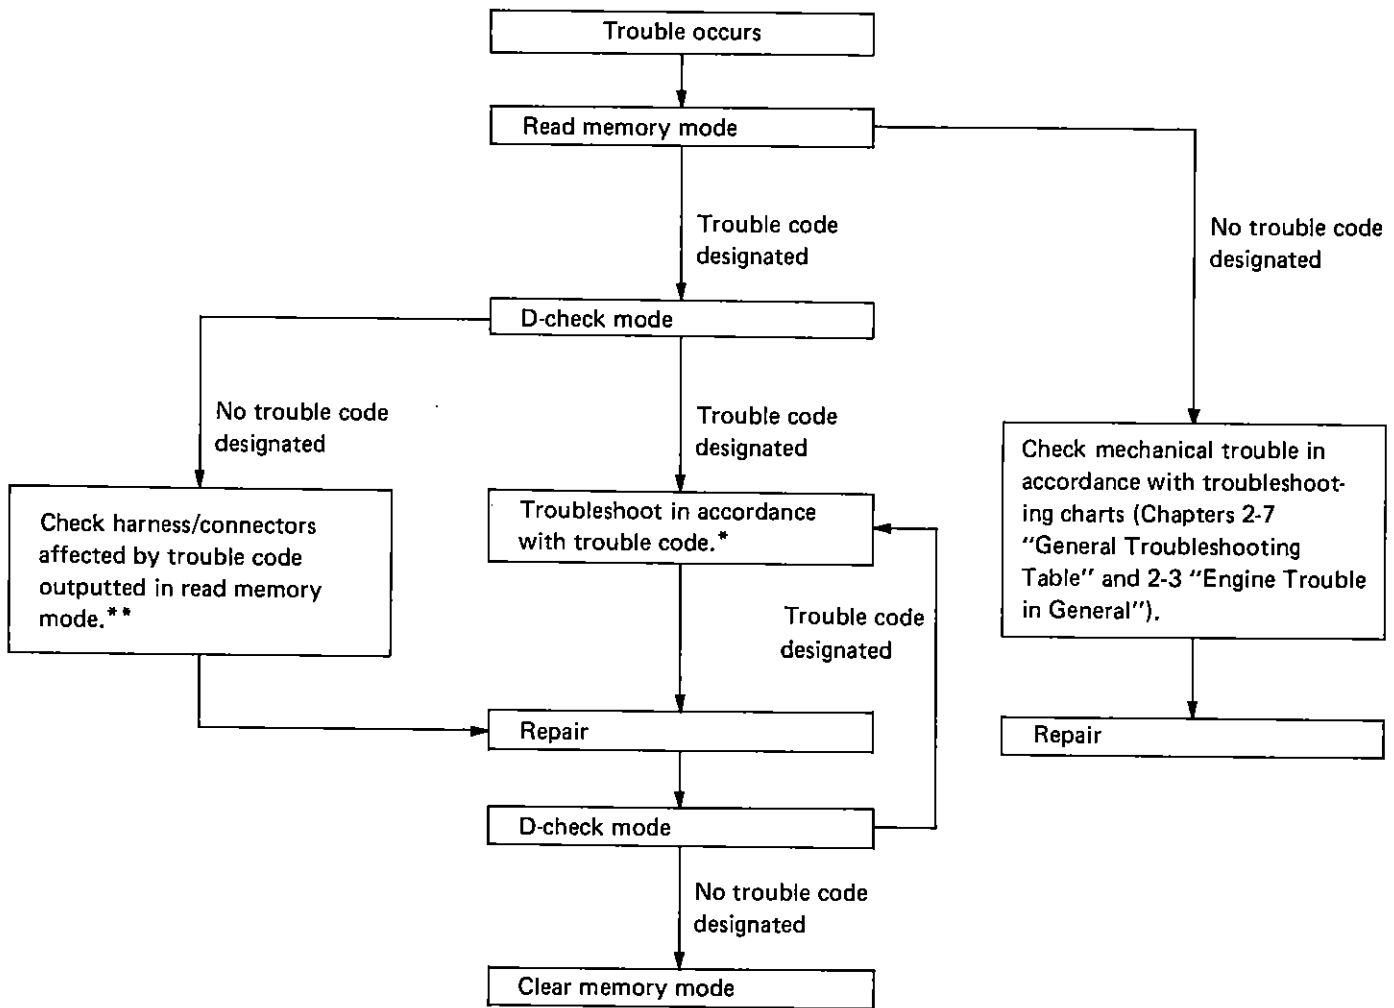 Trouble occurs
Read memory mode
Trouble code
designated
No trouble code
designated
D-check mode
No trouble code
designated
Trouble code
designated
Check mechanical trouble in
accordance with troubleshoot-
ing charts (Chapters 2-7
"General Troubleshooting
Table" and 2-3 "Engine Trouble
in General").
Check harness/connectors
affected by trouble code
outputted in read memory
mode.**
Troubleshoot in accordance
with trouble code.*
Trouble code
designated
Repair
Repair
D-check mode
No trouble code
designated
Clear memory mode